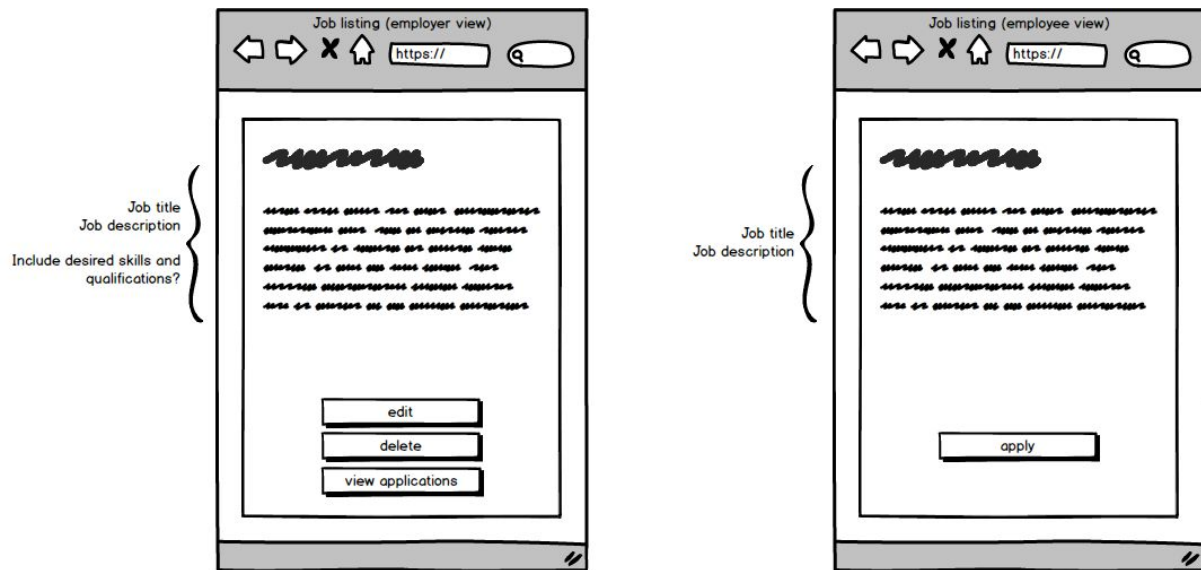 Job listing (employer view)
https://
Job title
Job description
Include desired skills and
qualifications?
edit
delete
view applications
Job listing (employee view)
https://
Job title
Job description
apply